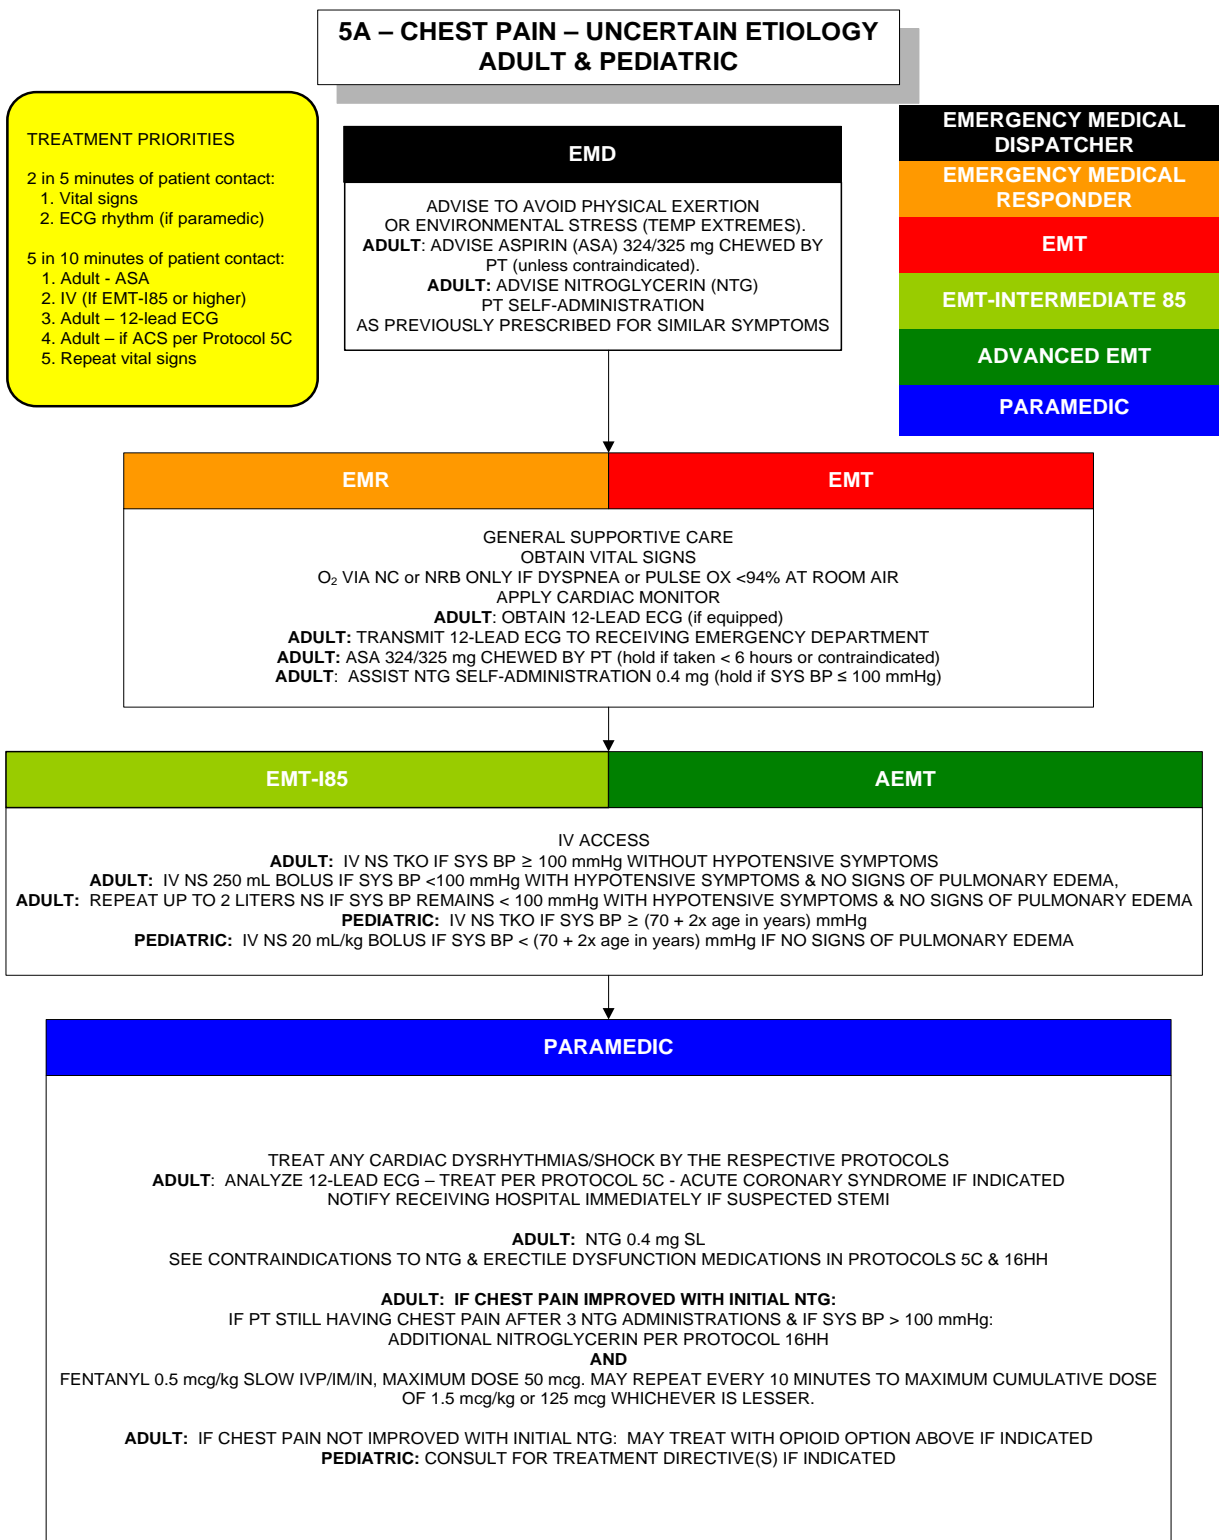 5A – CHEST PAIN – UNCERTAIN ETIOLOGY
ADULT & PEDIATRIC
TREATMENT PRIORITIES
2 in 5 minutes of patient contact:
1. Vital signs
2. ECG rhythm (if paramedic)
5 in 10 minutes of patient contact:
1. Adult - ASA
2. IV (If EMT-I85 or higher)
3. Adult – 12-lead ECG
4. Adult – if ACS per Protocol 5C
5. Repeat vital signs
EMD
ADVISE TO AVOID PHYSICAL EXERTION
OR ENVIRONMENTAL STRESS (TEMP EXTREMES).
ADULT: ADVISE ASPIRIN (ASA) 324/325 mg CHEWED BY
PT (unless contraindicated).
ADULT: ADVISE NITROGLYCERIN (NTG)
PT SELF-ADMINISTRATION
AS PREVIOUSLY PRESCRIBED FOR SIMILAR SYMPTOMS
EMERGENCY MEDICAL
DISPATCHER
EMERGENCY MEDICAL
RESPONDER
EMT
EMT-INTERMEDIATE 85
ADVANCED EMT
PARAMEDIC
EMR
EMT
GENERAL SUPPORTIVE CARE
OBTAIN VITAL SIGNS
O₂ VIA NC or NRB ONLY IF DYSPNEA or PULSE OX <94% AT ROOM AIR
APPLY CARDIAC MONITOR
ADULT: OBTAIN 12-LEAD ECG (if equipped)
ADULT: TRANSMIT 12-LEAD ECG TO RECEIVING EMERGENCY DEPARTMENT
ADULT: ASA 324/325 mg CHEWED BY PT (hold if taken < 6 hours or contraindicated)
ADULT: ASSIST NTG SELF-ADMINISTRATION 0.4 mg (hold if SYS BP ≤ 100 mmHg)
EMT-I85
AEMT
IV ACCESS
ADULT: IV NS TKO IF SYS BP ≥ 100 mmHg WITHOUT HYPOTENSIVE SYMPTOMS
ADULT: IV NS 250 mL BOLUS IF SYS BP <100 mmHg WITH HYPOTENSIVE SYMPTOMS & NO SIGNS OF PULMONARY EDEMA,
ADULT: REPEAT UP TO 2 LITERS NS IF SYS BP REMAINS < 100 mmHg WITH HYPOTENSIVE SYMPTOMS & NO SIGNS OF PULMONARY EDEMA
PEDIATRIC: IV NS TKO IF SYS BP ≥ (70 + 2x age in years) mmHg
PEDIATRIC: IV NS 20 mL/kg BOLUS IF SYS BP < (70 + 2x age in years) mmHg IF NO SIGNS OF PULMONARY EDEMA
PARAMEDIC
TREAT ANY CARDIAC DYSRHYTHMIAS/SHOCK BY THE RESPECTIVE PROTOCOLS
ADULT: ANALYZE 12-LEAD ECG – TREAT PER PROTOCOL 5C - ACUTE CORONARY SYNDROME IF INDICATED
NOTIFY RECEIVING HOSPITAL IMMEDIATELY IF SUSPECTED STEMI
ADULT: NTG 0.4 mg SL
SEE CONTRAINDICATIONS TO NTG & ERECTILE DYSFUNCTION MEDICATIONS IN PROTOCOLS 5C & 16HH
ADULT: IF CHEST PAIN IMPROVED WITH INITIAL NTG:
IF PT STILL HAVING CHEST PAIN AFTER 3 NTG ADMINISTRATIONS & IF SYS BP > 100 mmHg:
ADDITIONAL NITROGLYCERIN PER PROTOCOL 16HH
AND
FENTANYL 0.5 mcg/kg SLOW IVP/IM/IN, MAXIMUM DOSE 50 mcg. MAY REPEAT EVERY 10 MINUTES TO MAXIMUM CUMULATIVE DOSE
OF 1.5 mcg/kg or 125 mcg WHICHEVER IS LESSER.
ADULT: IF CHEST PAIN NOT IMPROVED WITH INITIAL NTG: MAY TREAT WITH OPIOID OPTION ABOVE IF INDICATED
PEDIATRIC: CONSULT FOR TREATMENT DIRECTIVE(S) IF INDICATED